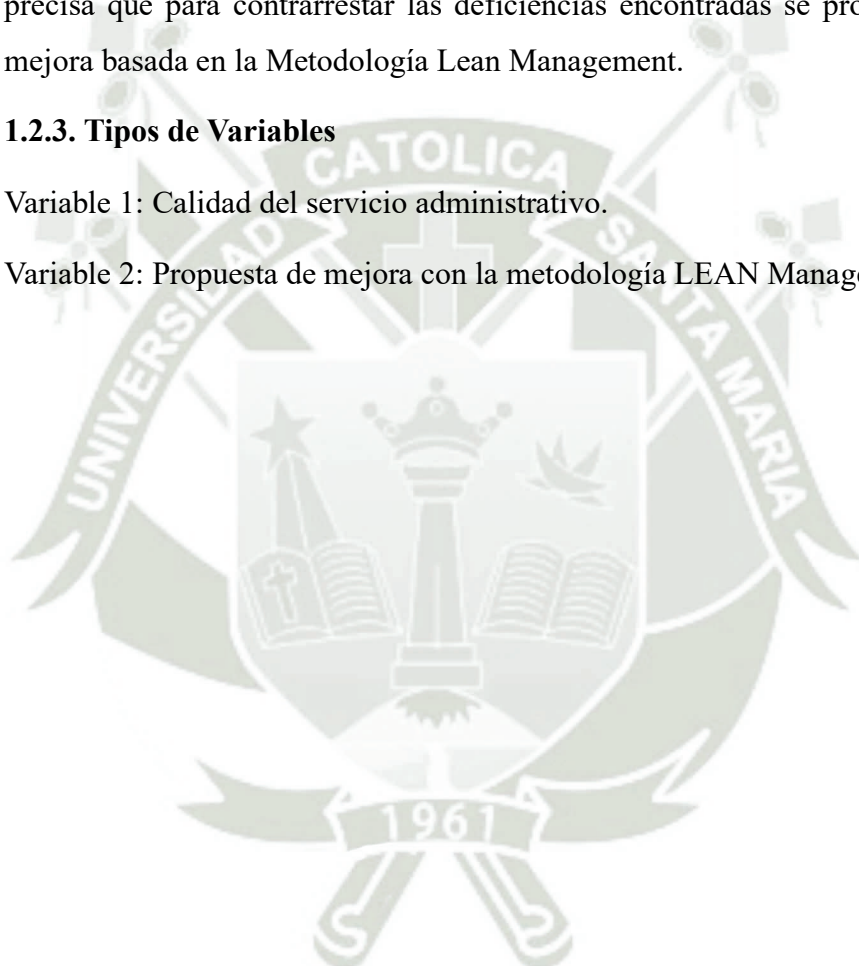 precisa que para contrarrestar las deficiencias encontradas se pro
mejora basada en la Metodología Lean Management.
1.2.3. Tipos de Variables
Variable 1: Calidad del servicio administrativo.
Variable 2: Propuesta de mejora con la metodología LEAN Manag
UNIVERSIDAD CATOLICA SANTA MARIA
1961